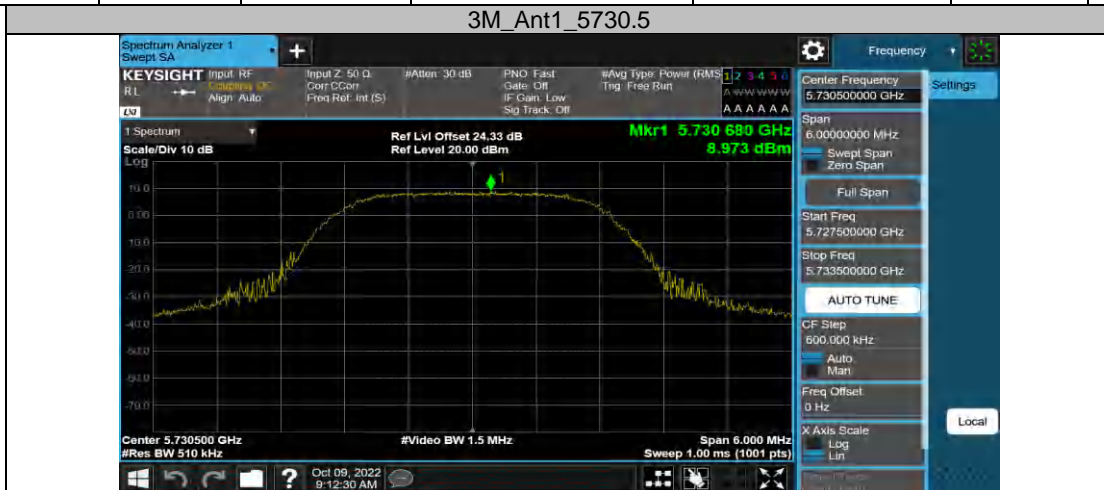 3M_Ant1_5730.5
Spectrum Analyzer 1
Swept SA
Frequency
KEYSIGHT
RL
LXI
Input: RF
Coupling: DC
Align: Auto
Input Z: 50 Ω
Corr CCorr
Freq Ref: Int (S)
#Atten: 30 dB
PNO: Fast
Gate: Off
IF Gain: Low
Sig Track: Off
#Avg Type: Power (RMS
Trig: Free Run
1 2 3 4 5 6
A W W W W W
A A A A A A
Center Frequency
5.730500000 GHz
Settings
1 Spectrum
Scale/Div 10 dB
Log
Ref Lvl Offset 24.33 dB
Ref Level 20.00 dBm
Mkr1 5.730 680 GHz
8.973 dBm
Span
6.00000000 MHz
Swept Span
Zero Span
Full Span
Start Freq
5.727500000 GHz
Stop Freq
5.733500000 GHz
AUTO TUNE
CF Step
600.000 kHz
Auto
Man
Freq Offset
0 Hz
X Axis Scale
Log
Lin
Local
1
10.0
0.00
-10.0
-20.0
-30.0
-40.0
-50.0
-60.0
-70.0
Center 5.730500 GHz
#Res BW 510 kHz
#Video BW 1.5 MHz
Span 6.000 MHz
Sweep 1.00 ms (1001 pts)
?
Oct 09, 2022
9:12:30 AM